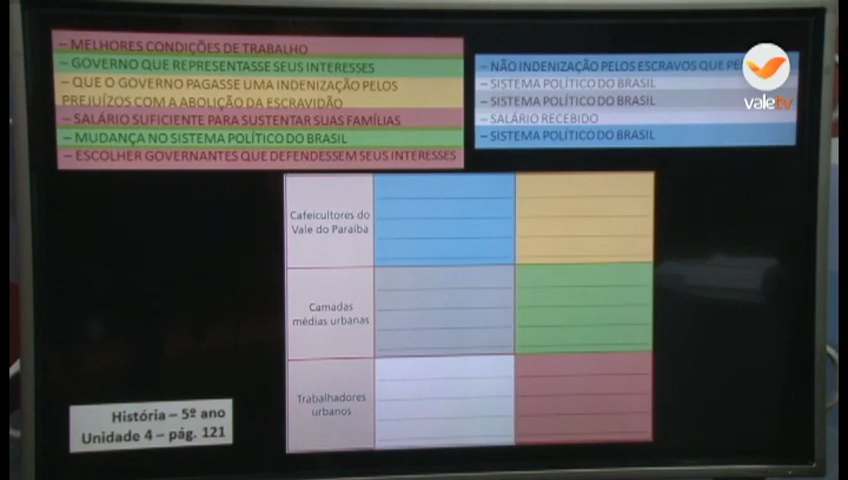 – MELHORES CONDIÇÕES DE TRABALHO
– GOVERNO QUE REPRESENTASSE SEUS INTERESSES
– QUE O GOVERNO PAGASSE UMA INDENIZAÇÃO PELOS
PREJUÍZOS COM A ABOLIÇÃO DA ESCRAVIDÃO
– SALÁRIO SUFICIENTE PARA SUSTENTAR SUAS FAMÍLIAS
– MUDANÇA NO SISTEMA POLÍTICO DO BRASIL
– ESCOLHER GOVERNANTES QUE DEFENDESSEM SEUS INTERESSES
– NÃO INDENIZAÇÃO PELOS ESCRAVOS QUE
– SISTEMA POLÍTICO DO BRASIL
– SISTEMA POLÍTICO DO BRASIL
– SALÁRIO RECEBIDO
– SISTEMA POLÍTICO DO BRASIL
valetv
Cafeicultores do
Vale do Paraíba
Camadas
médias urbanas
Trabalhadores
urbanos
História – 5º ano
Unidade 4 – pág. 121